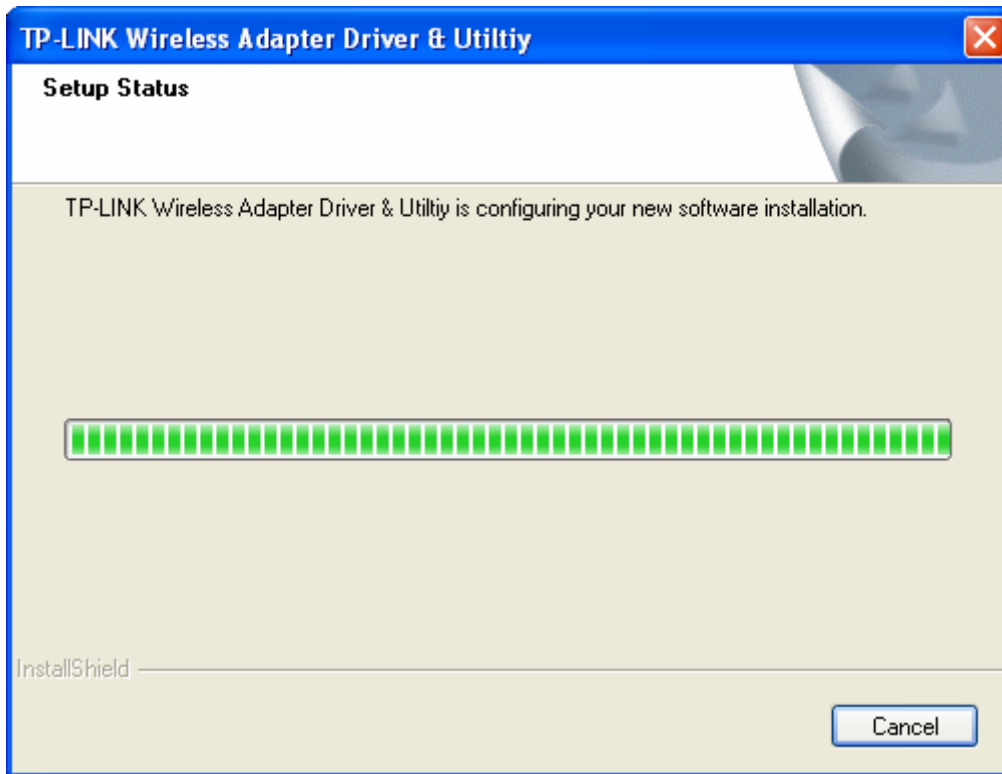 TP-LINK Wireless Adapter Driver & Utiltiy
Setup Status
TP-LINK Wireless Adapter Driver & Utiltiy is configuring your new software installation.
InstallShield
Cancel